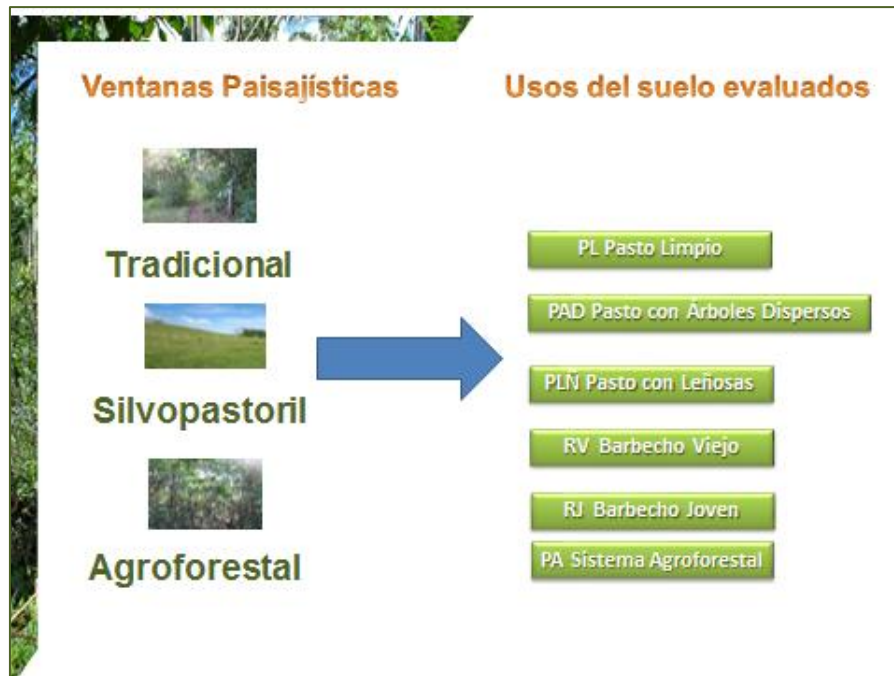 Ventanas Paisajísticas
Usos del suelo evaluados
Tradicional
Silvopastoril
Agroforestal
PL Pasto Limpio
PAD Pasto con Árboles Dispersos
PLÑ Pasto con Leñosas
RV Barbecho Viejo
RJ Barbecho Joven
PA Sistema Agroforestal